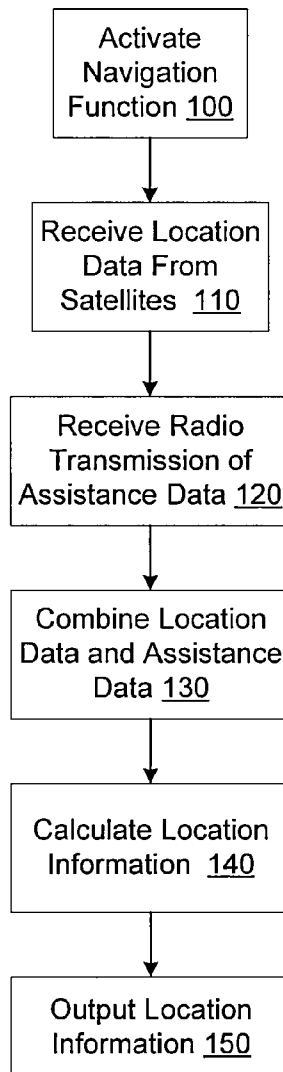 Activate
Navigation
Function 100
Receive Location
Data From
Satellites 110
Receive Radio
Transmission of
Assistance Data 120
Combine Location
Data and Assistance
Data 130
Calculate Location
Information 140
Output Location
Information 150